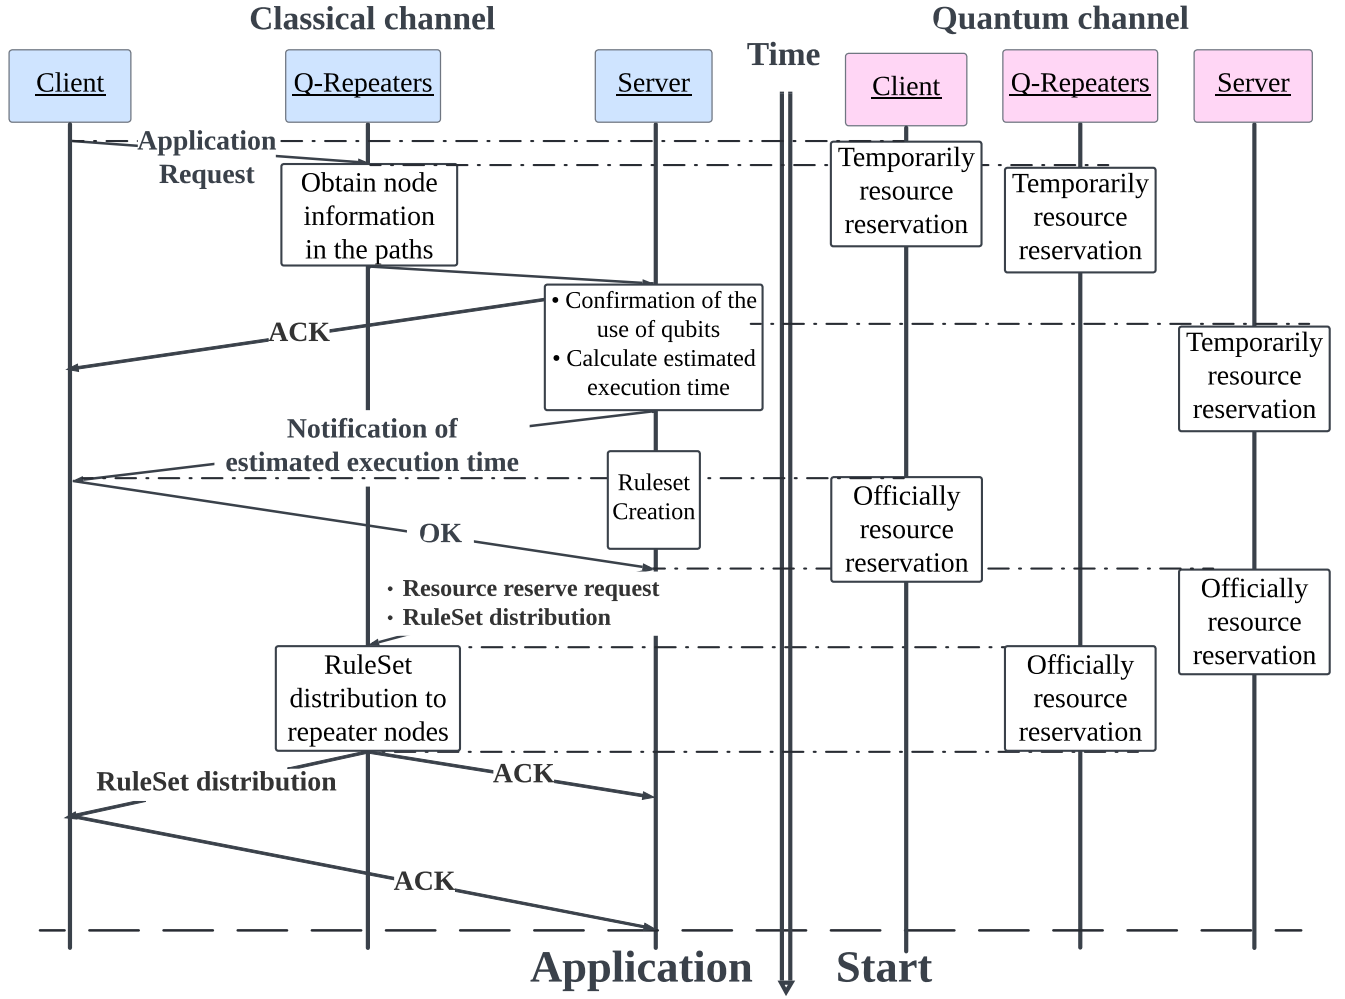 Classical channel
Quantum channel
Time
Client
Q-Repeaters
Server
Client
Q-Repeaters
Server
Application
Request
Obtain node
information
in the paths
Temporarily
resource
reservation
Temporarily
resource
reservation
• Confirmation of the
use of qubits
• Calculate estimated
execution time
ACK
Temporarily
resource
reservation
Notification of
estimated execution time
Ruleset
Creation
Officially
resource
reservation
OK
· Resource reserve request
· RuleSet distribution
Officially
resource
reservation
RuleSet
distribution to
repeater nodes
Officially
resource
reservation
RuleSet distribution
ACK
ACK
Application
Start